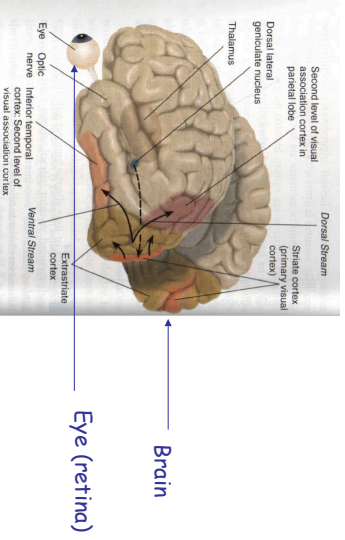 Second level of visual
association cortex in
parietal lobe
Dorsal lateral
geniculate nucleus
Thalamus
Eye
Optic
nerve
Inferior temporal
cortex: Second level of
visual association cortex
Dorsal Stream
Striate cortex
(primary visual
cortex)
Ventral Stream
Extrastriate
cortex
Brain
Eye (retina)